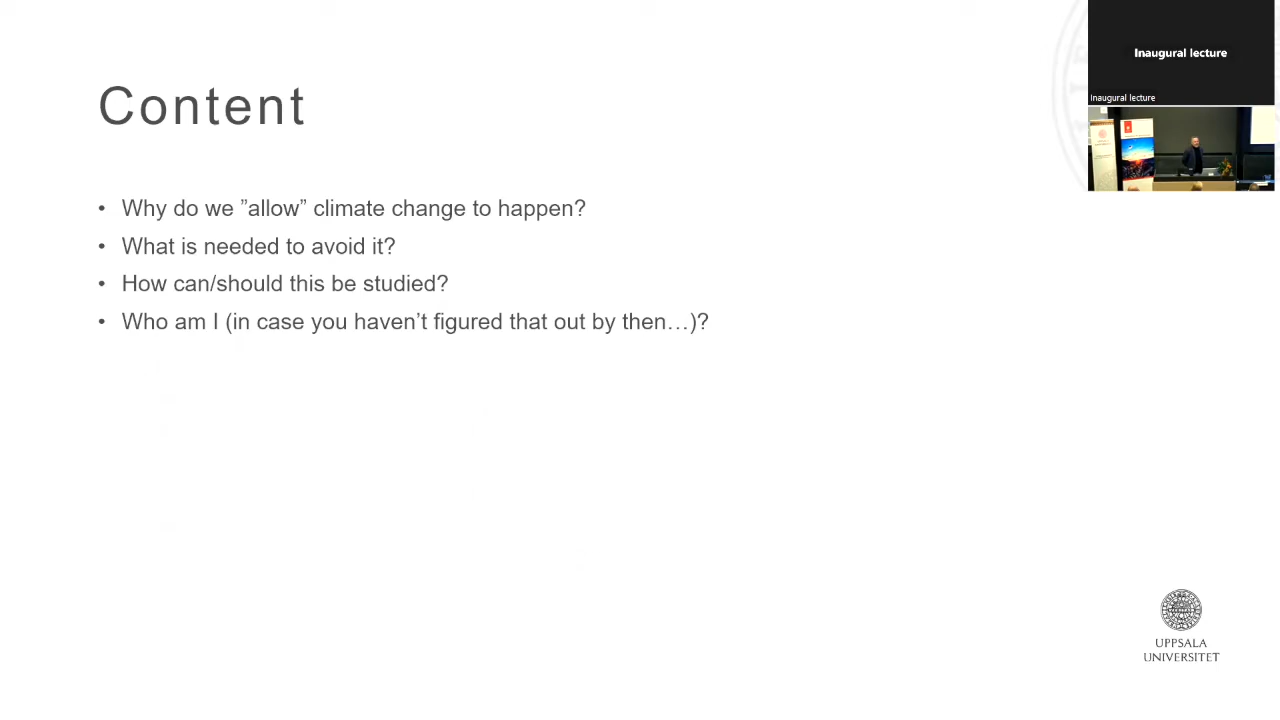 Content
• Why do we ”allow” climate change to happen?
• What is needed to avoid it?
• How can/should this be studied?
• Who am I (in case you haven’t figured that out by then…)?
Inaugural lecture
Inaugural lecture
UPPSALA
UNIVERSITET